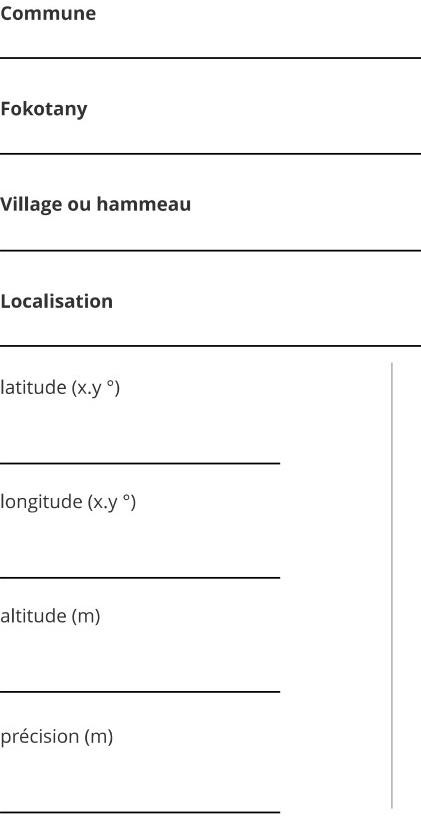 Commune
Fokotany
Village ou hammeau
Localisation
latitude (x.y °)
longitude (x.y °)
altitude (m)
précision (m)